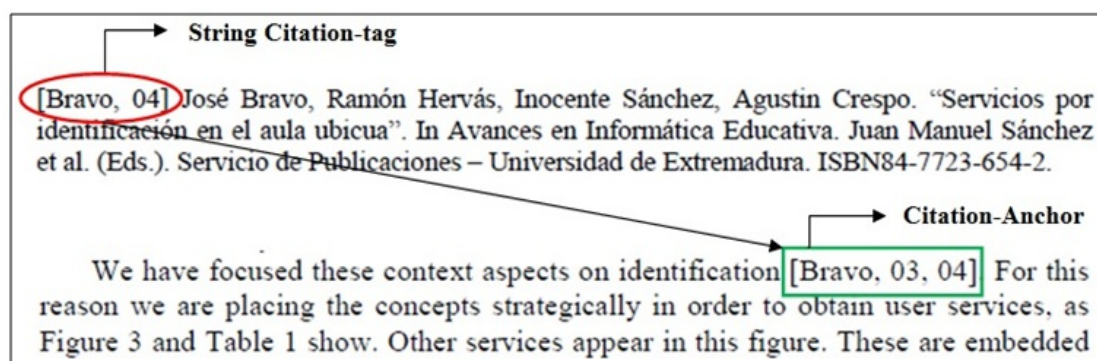 String Citation-tag
[Bravo, 04] José Bravo, Ramón Hervás, Inocente Sánchez, Agustin Crespo. “Servicios por
identificación en el aula ubicua”. In Avances en Informática Educativa. Juan Manuel Sánchez
et al. (Eds.). Servicio de Publicaciones – Universidad de Extremadura. ISBN84-7723-654-2.
Citation-Anchor
We have focused these context aspects on identification [Bravo, 03, 04]. For this
reason we are placing the concepts strategically in order to obtain user services, as
Figure 3 and Table 1 show. Other services appear in this figure. These are embedded